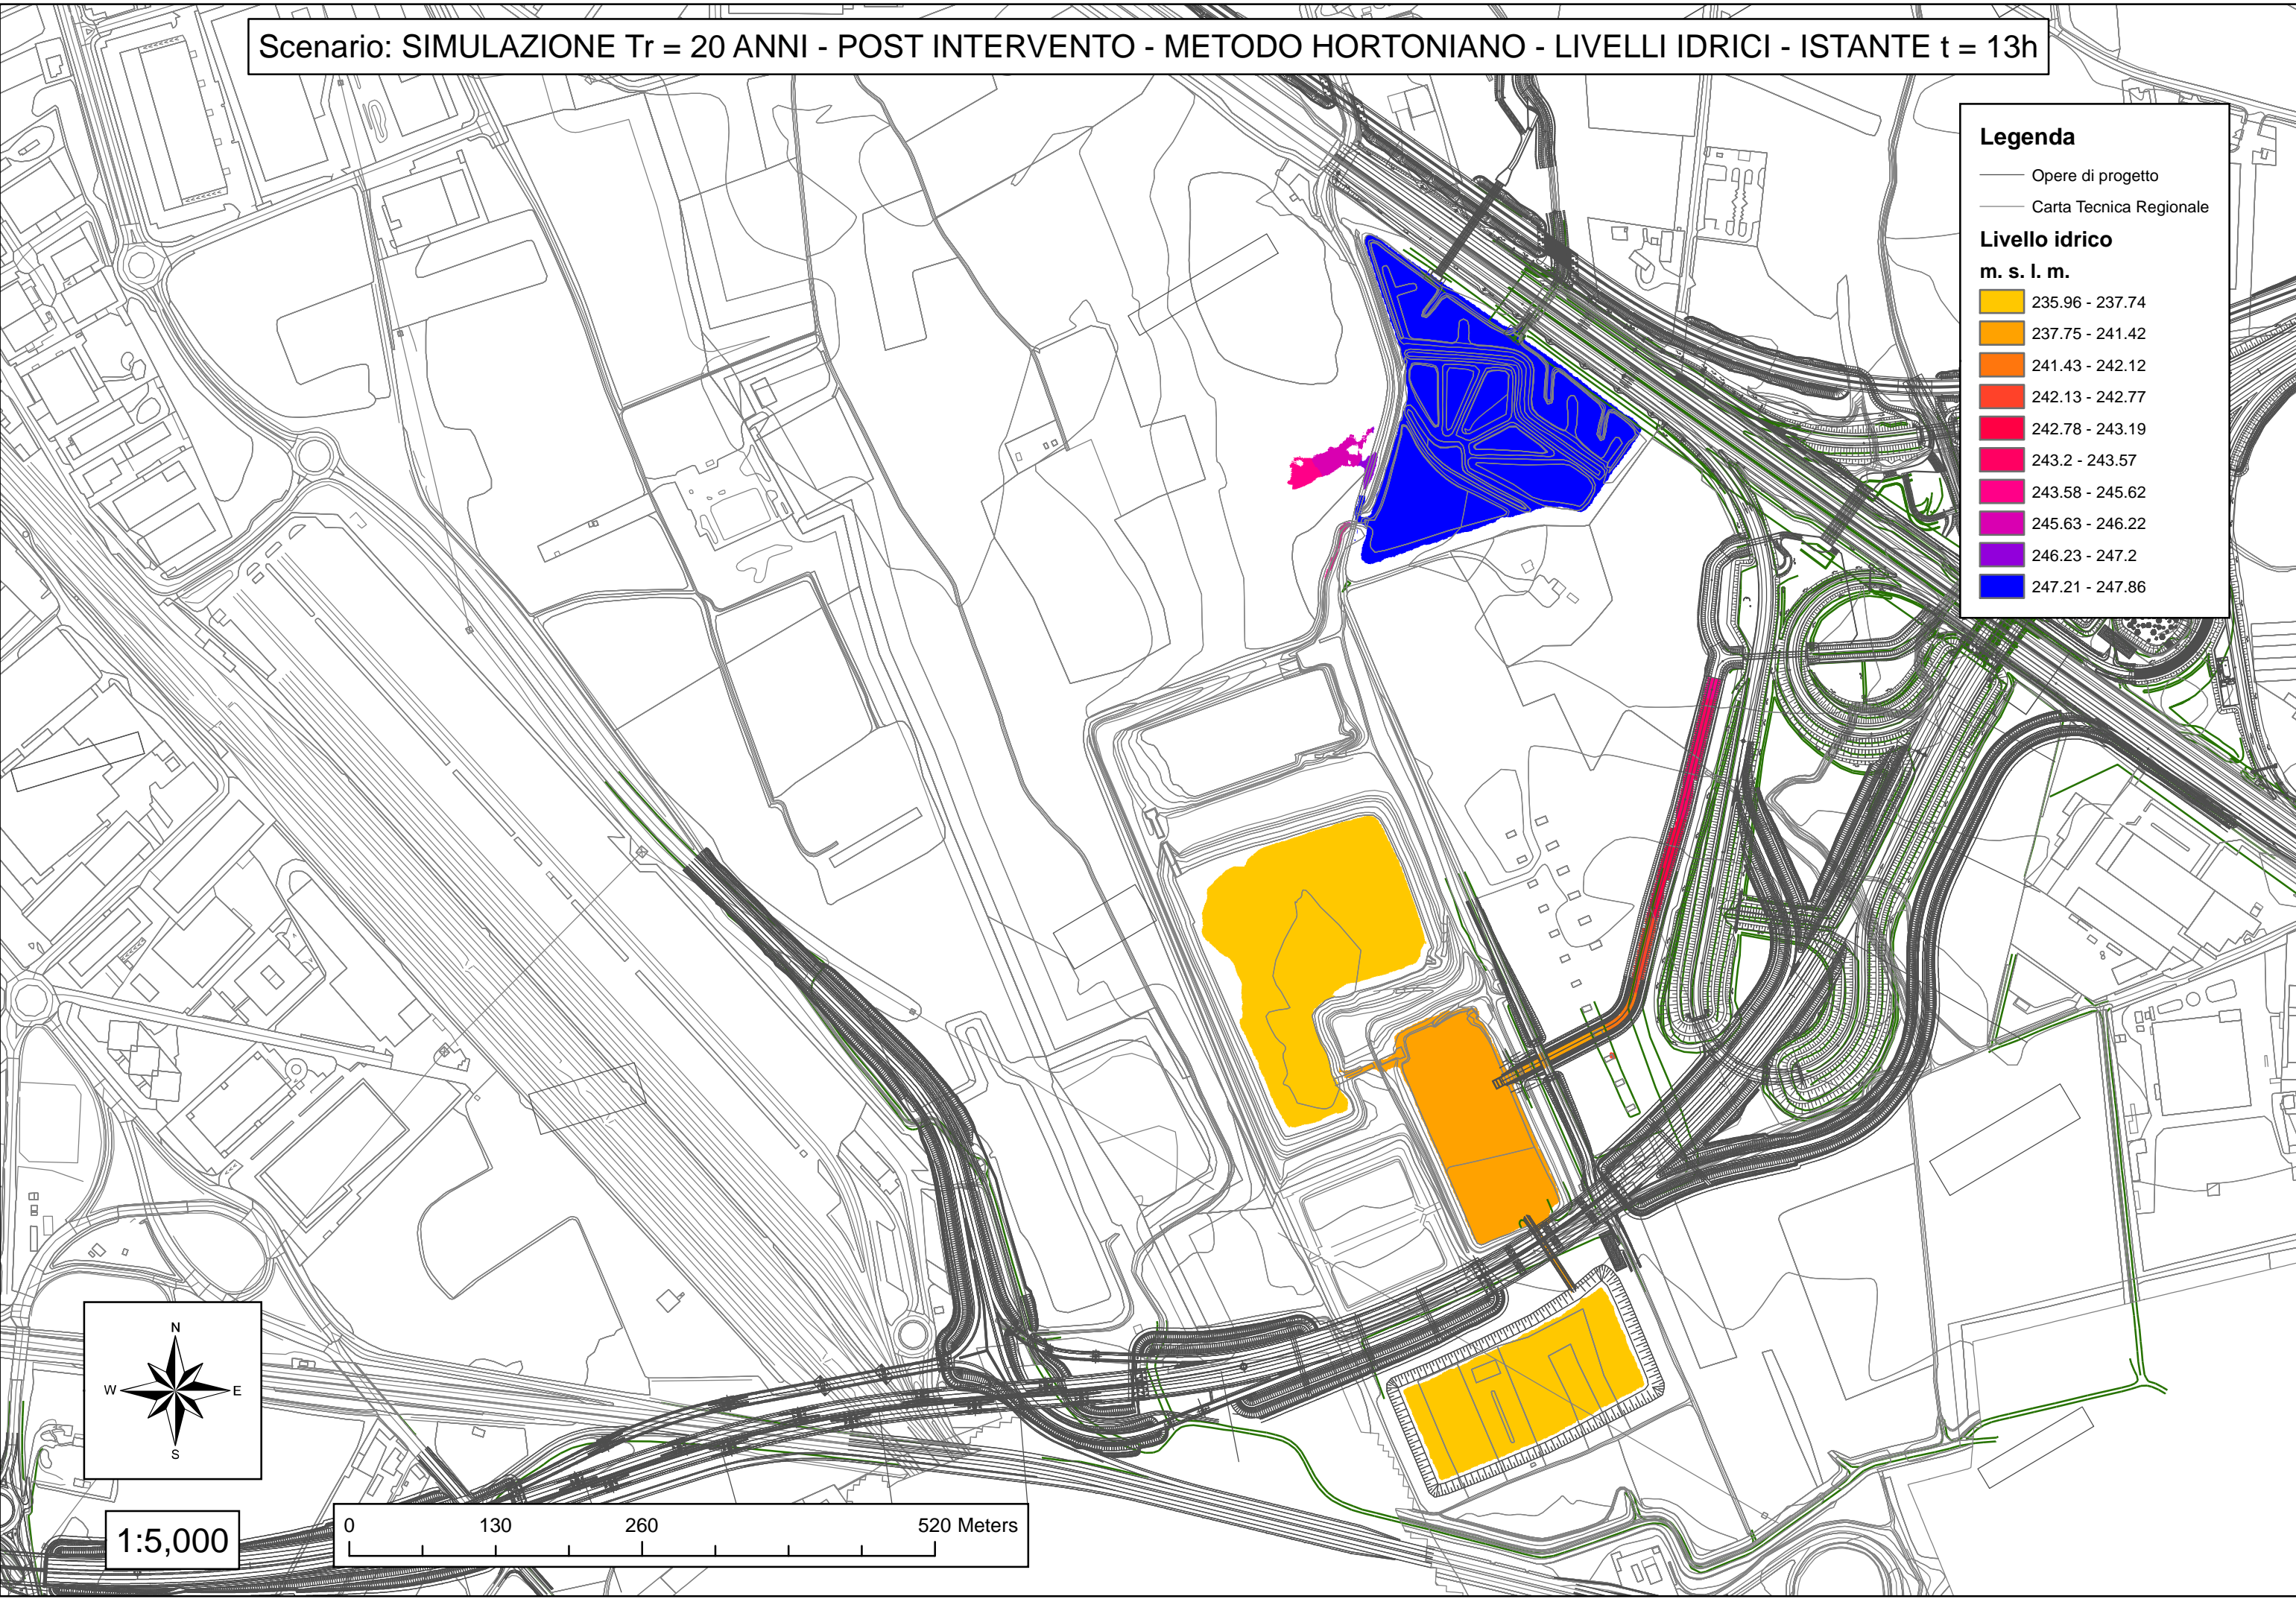 Scenario: SIMULAZIONE Tr = 20 ANNI - POST INTERVENTO - METODO HORTONIANO - LIVELLI IDRICI - ISTANTE t = 13h
Legenda
Opere di progetto
Carta Tecnica Regionale
Livello idrico
m. s. l. m.
235.96 - 237.74
237.75 - 241.42
241.43 - 242.12
242.13 - 242.77
242.78 - 243.19
243.2 - 243.57
243.58 - 245.62
245.63 - 246.22
246.23 - 247.2
247.21 - 247.86
N
W
E
S
1:5,000
0 130 260 520 Meters